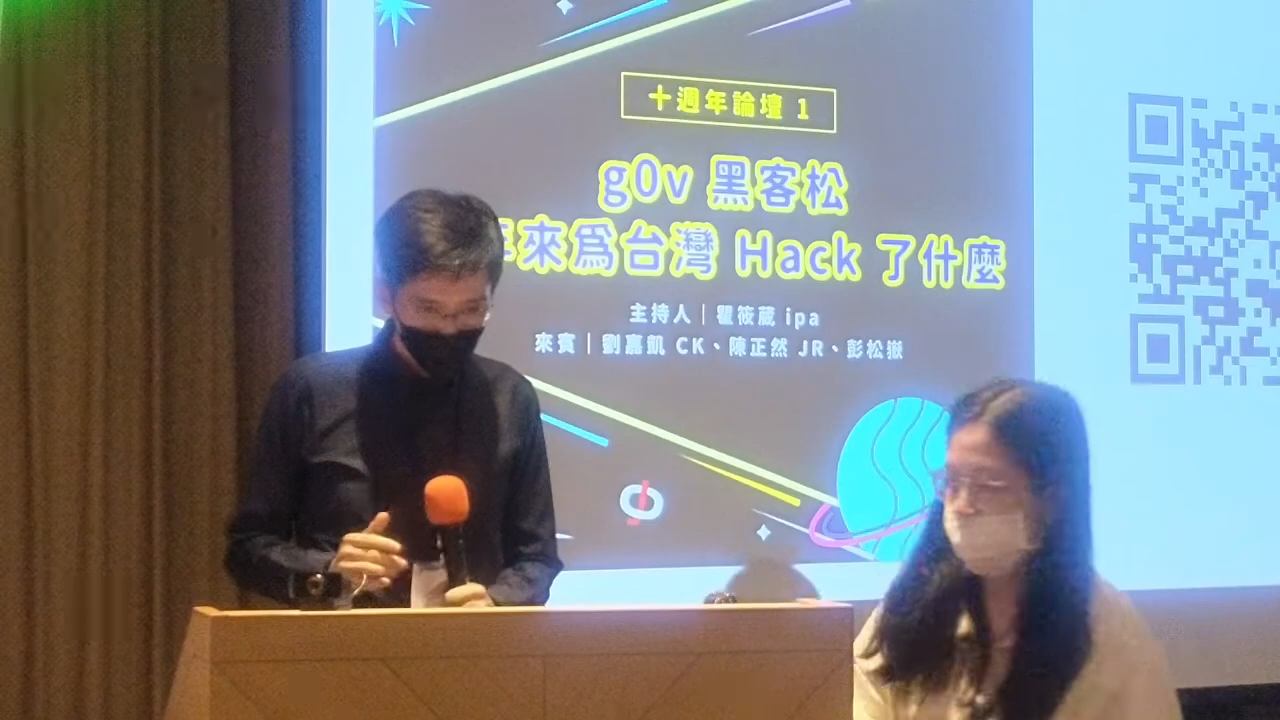 十週年論壇 1
g0v 黑客松
年來為台灣 Hack 了什麼
主持人｜瞿筱葳 ipa
來賓｜劉嘉凱 CK、陳正然 JR、彭松嶽